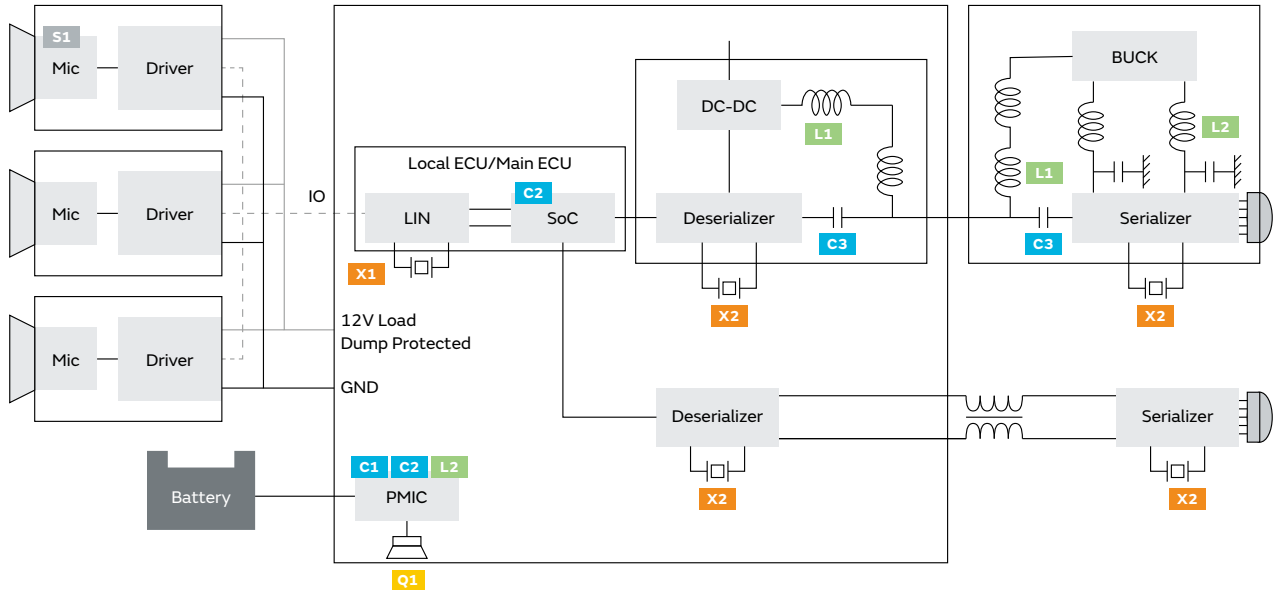 S1
Mic
Driver
Mic
Driver
Mic
Driver
IO
12V Load
Dump Protected
GND
Battery
Local ECU/Main ECU
LIN
C2
SoC
X1
C1
C2
L2
PMIC
Q1
DC-DC
L1
Deserializer
C3
X2
Deserializer
X2
BUCK
L2
L1
C3
Serializer
X2
Serializer
X2